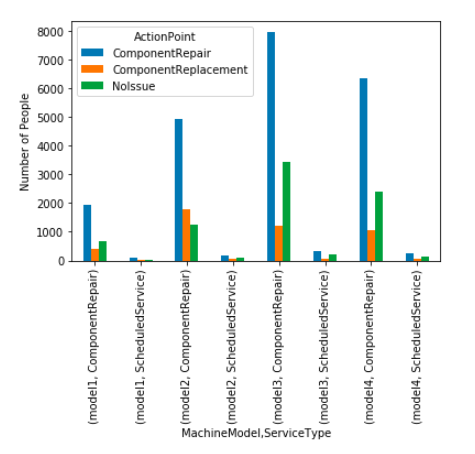 ActionPoint
ComponentRepair
ComponentReplacement
NoIssue
Number of People
8000
7000
6000
5000
4000
3000
2000
1000
0
(model1, ComponentRepair)
(model1, ScheduledService)
(model2, ComponentRepair)
(model2, ScheduledService)
(model3, ComponentRepair)
(model3, ScheduledService)
(model4, ComponentRepair)
(model4, ScheduledService)
MachineModel,ServiceType